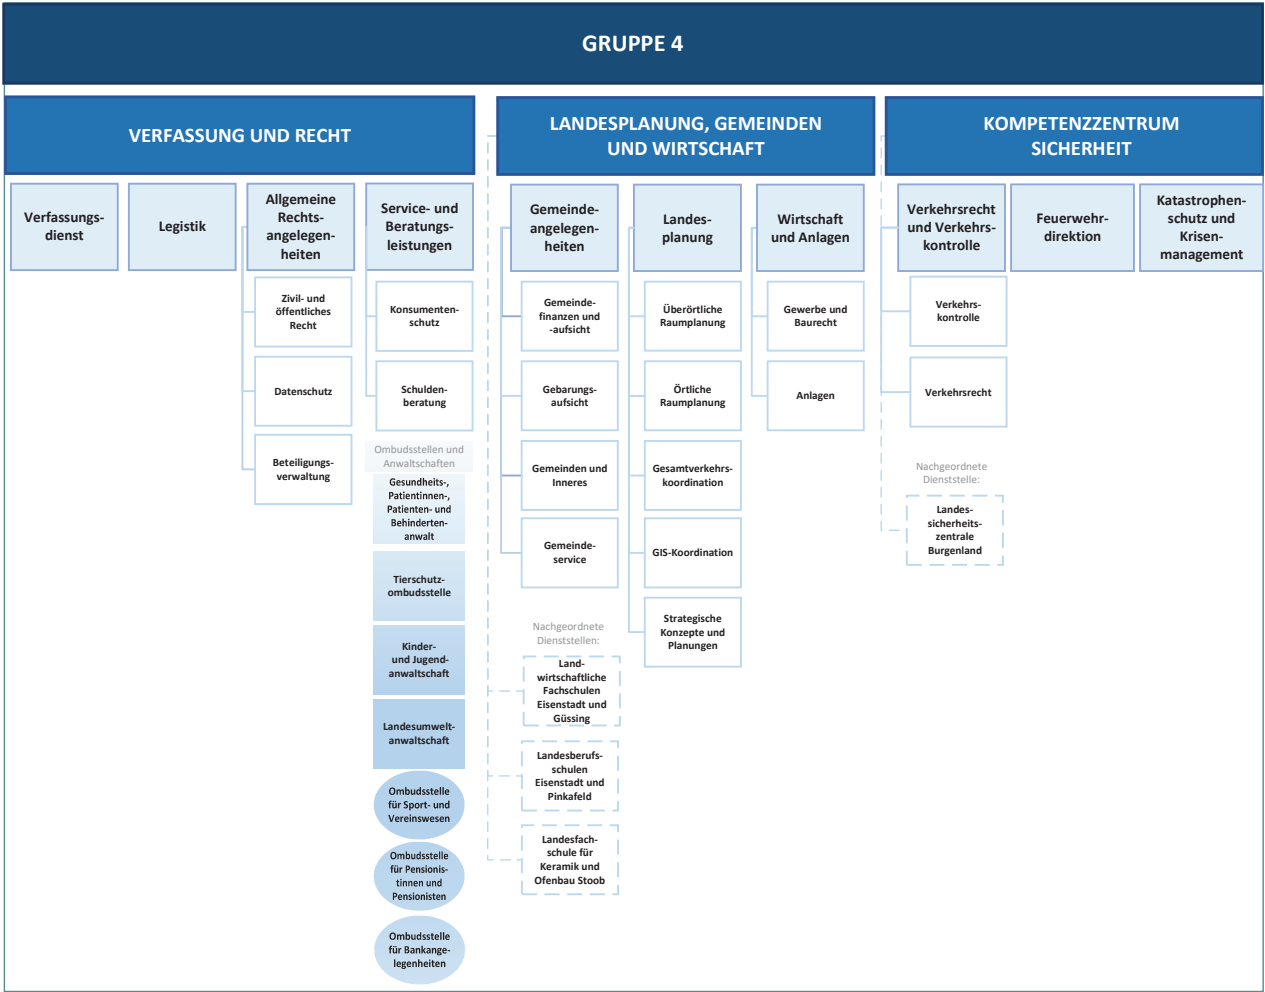 GRUPPE 4
VERFASSUNG UND RECHT
Verfassungs-
dienst
Legistik
Allgemeine
Rechts-
angelegen-
heiten
Zivil- und
öffentliches
Recht
Datenschutz
Beteiligungs-
verwaltung
Service- und
Beratungs-
leistungen
Konsumenten-
schutz
Schulden-
beratung
Ombudsstellen und
Anwaltschaften
Gesundheits-,
Patientinnen-,
Patienten- und
Behinderten-
anwalt
Tierschutz-
ombudsstelle
Kinder-
und Jugend-
anwaltschaft
Landesumwelt-
anwaltschaft
Ombudsstelle
für Sport- und
Vereinswesen
Ombudsstelle
für Pensionis-
tinnen und
Pensionisten
Ombudsstelle
für Bankange-
legenheiten
LANDESPLANUNG, GEMEINDEN
UND WIRTSCHAFT
Gemeinde-
angelegen-
heiten
Gemeinde-
finanzen und
-aufsicht
Gebarungs-
aufsicht
Gemeinden und
Inneres
Gemeinde-
service
Nachgeordnete
Dienststellen:
Land-
wirtschaftliche
Fachschulen
Eisenstadt und
Güssing
Landesberufs-
schulen
Eisenstadt und
Pinkafeld
Landesfach-
schule für
Keramik und
Ofenbau Stoob
Landes-
planung
Überörtliche
Raumplanung
Örtliche
Raumplanung
Gesamtverkehrs-
koordination
GIS-Koordination
Strategische
Konzepte und
Planungen
Wirtschaft
und Anlagen
Gewerbe und
Baurecht
Anlagen
KOMPETENZZENTRUM
SICHERHEIT
Verkehrsrecht
und Verkehrs-
kontrolle
Verkehrs-
kontrolle
Verkehrsrecht
Nachgeordnete
Dienststelle:
Landes-
sicherheits-
zentrale
Burgenland
Feuerwehr-
direktion
Katastrophen-
schutz und
Krisen-
management